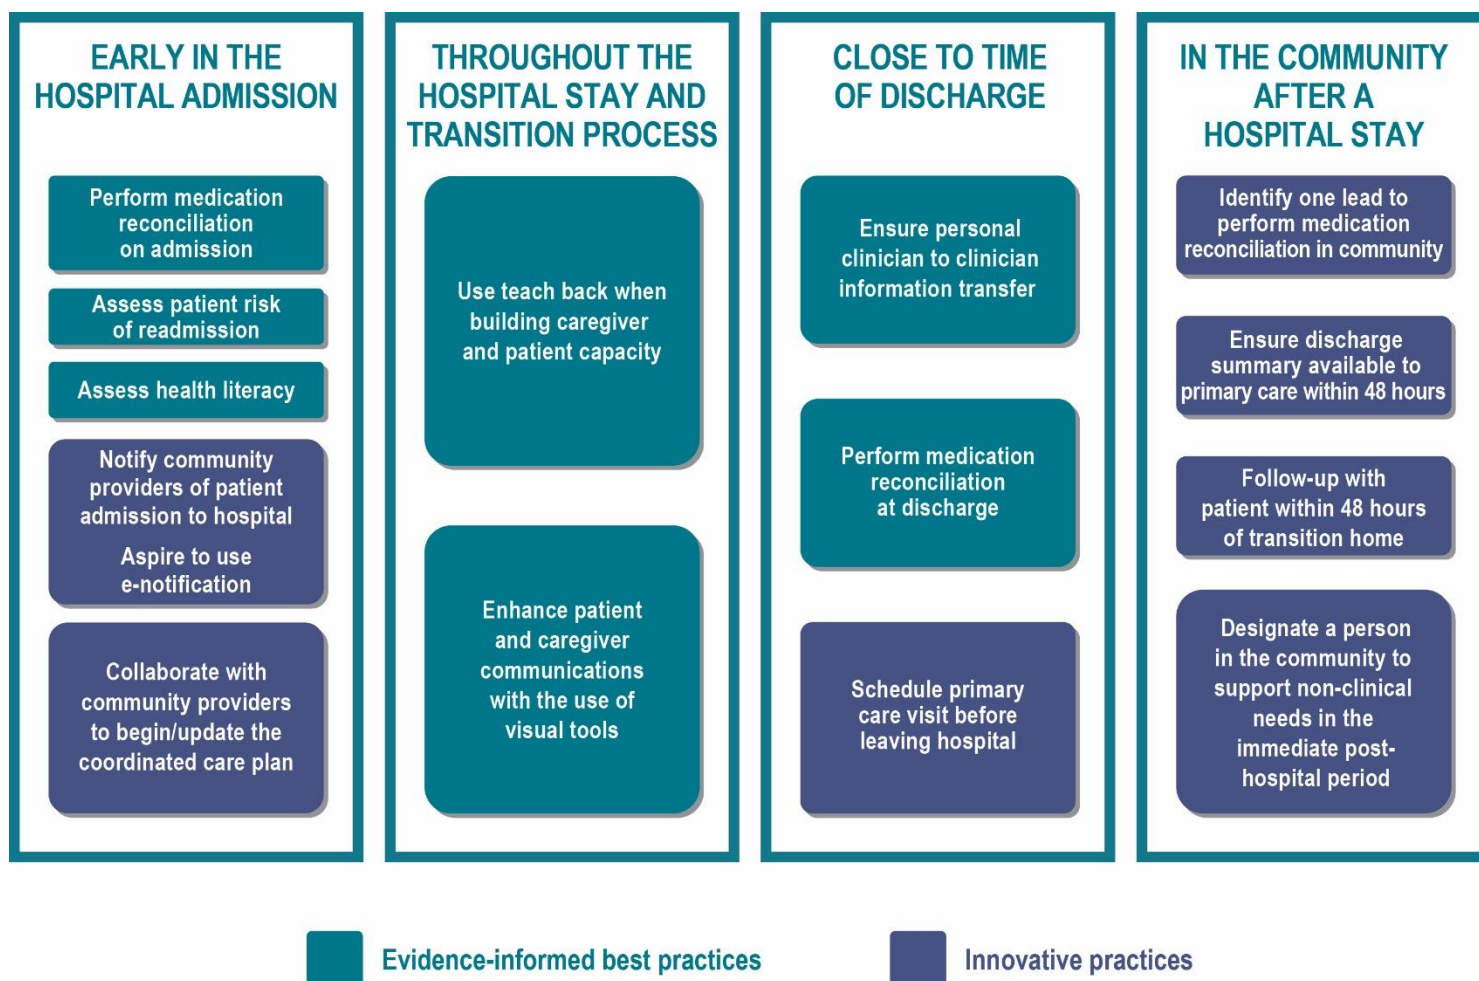 EARLY IN THE
HOSPITAL ADMISSION
Perform medication
reconciliation
on admission
Assess patient risk
of readmission
Assess health literacy
Notify community
providers of patient
admission to hospital
Aspire to use
e-notification
Collaborate with
community providers
to begin/update the
coordinated care plan
THROUGHOUT THE
HOSPITAL STAY AND
TRANSITION PROCESS
Use teach back when
building caregiver
and patient capacity
Enhance patient
and caregiver
communications
with the use of
visual tools
CLOSE TO TIME
OF DISCHARGE
Ensure personal
clinician to clinician
information transfer
Perform medication
reconciliation
at discharge
Schedule primary
care visit before
leaving hospital
IN THE COMMUNITY
AFTER A
HOSPITAL STAY
Identify one lead to
perform medication
reconciliation in community
Ensure discharge
summary available to
primary care within 48 hours
Follow-up with
patient within 48 hours
of transition home
Designate a person
in the community to
support non-clinical
needs in the
immediate post-
hospital period
Evidence-informed best practices
Innovative practices